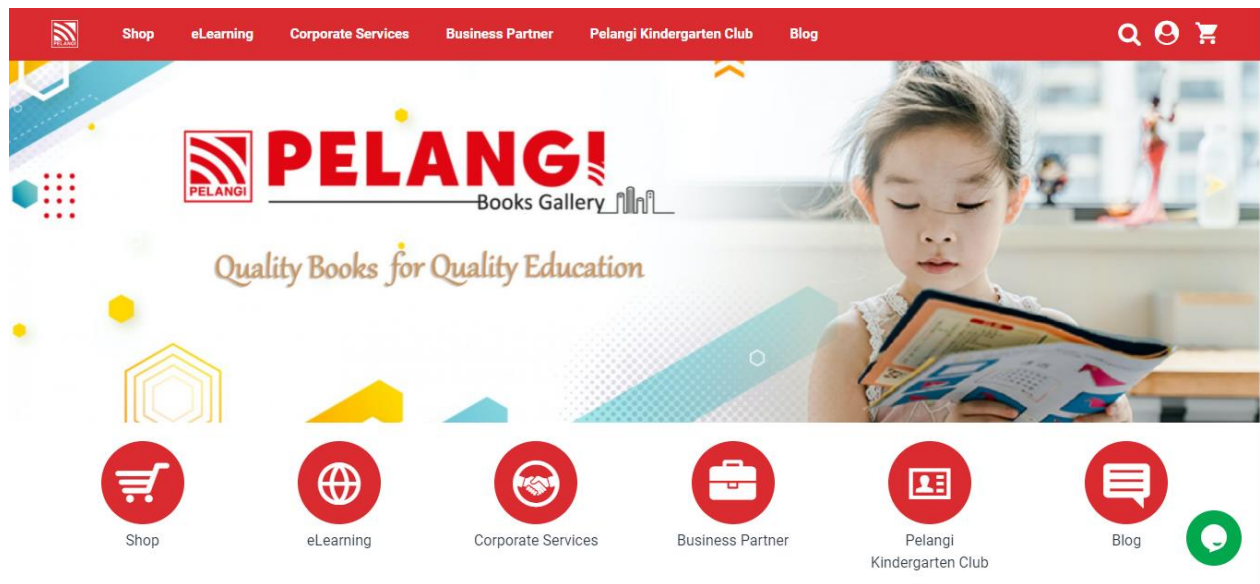 PELANGI
Shop
eLearning
Corporate Services
Business Partner
Pelangi Kindergarten Club
Blog
PELANGI
PELANGI
Books Gallery
Quality Books for Quality Education
Shop
eLearning
Corporate Services
Business Partner
Pelangi
Kindergarten Club
Blog